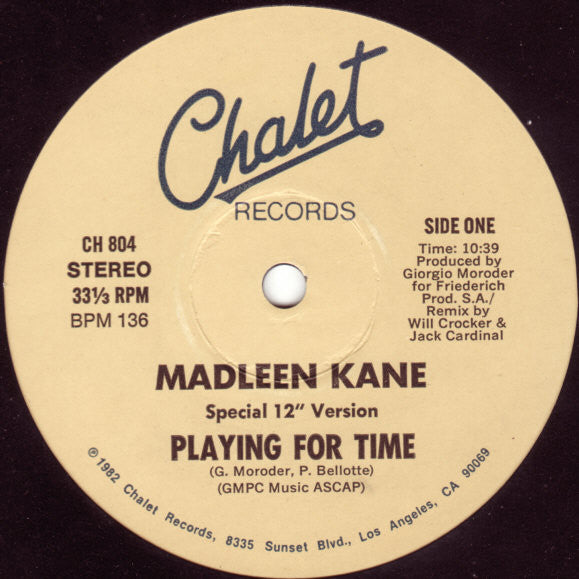 Chalet
RECORDS
CH 804
STEREO
33⅓ RPM
BPM 136
SIDE ONE
Time: 10:39
Produced by
Giorgio Moroder
for Friederich
Prod. S.A./
Remix by
Will Crocker &
Jack Cardinal
MADLEEN KANE
Special 12" Version
PLAYING FOR TIME
(G. Moroder, P. Bellotte)
(GMPC Music ASCAP)
℗ 1982 Chalet Records, 8335 Sunset Blvd., Los Angeles, CA 90069